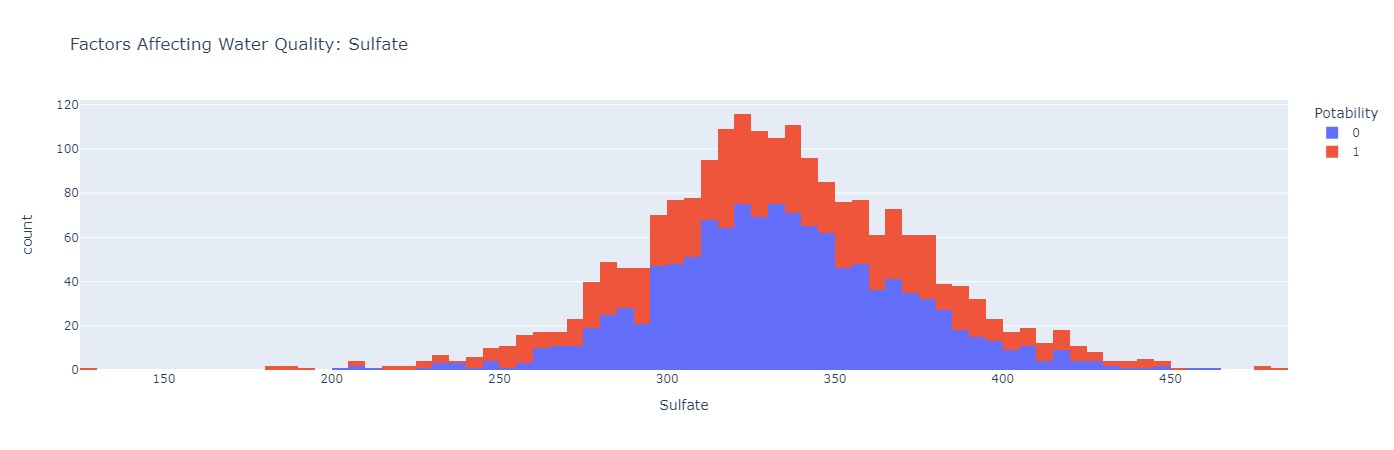 Factors Affecting Water Quality: Sulfate
120
100
80
60
40
20
0
count
150 200 250 300 350 400 450
Sulfate
Potability
0
1